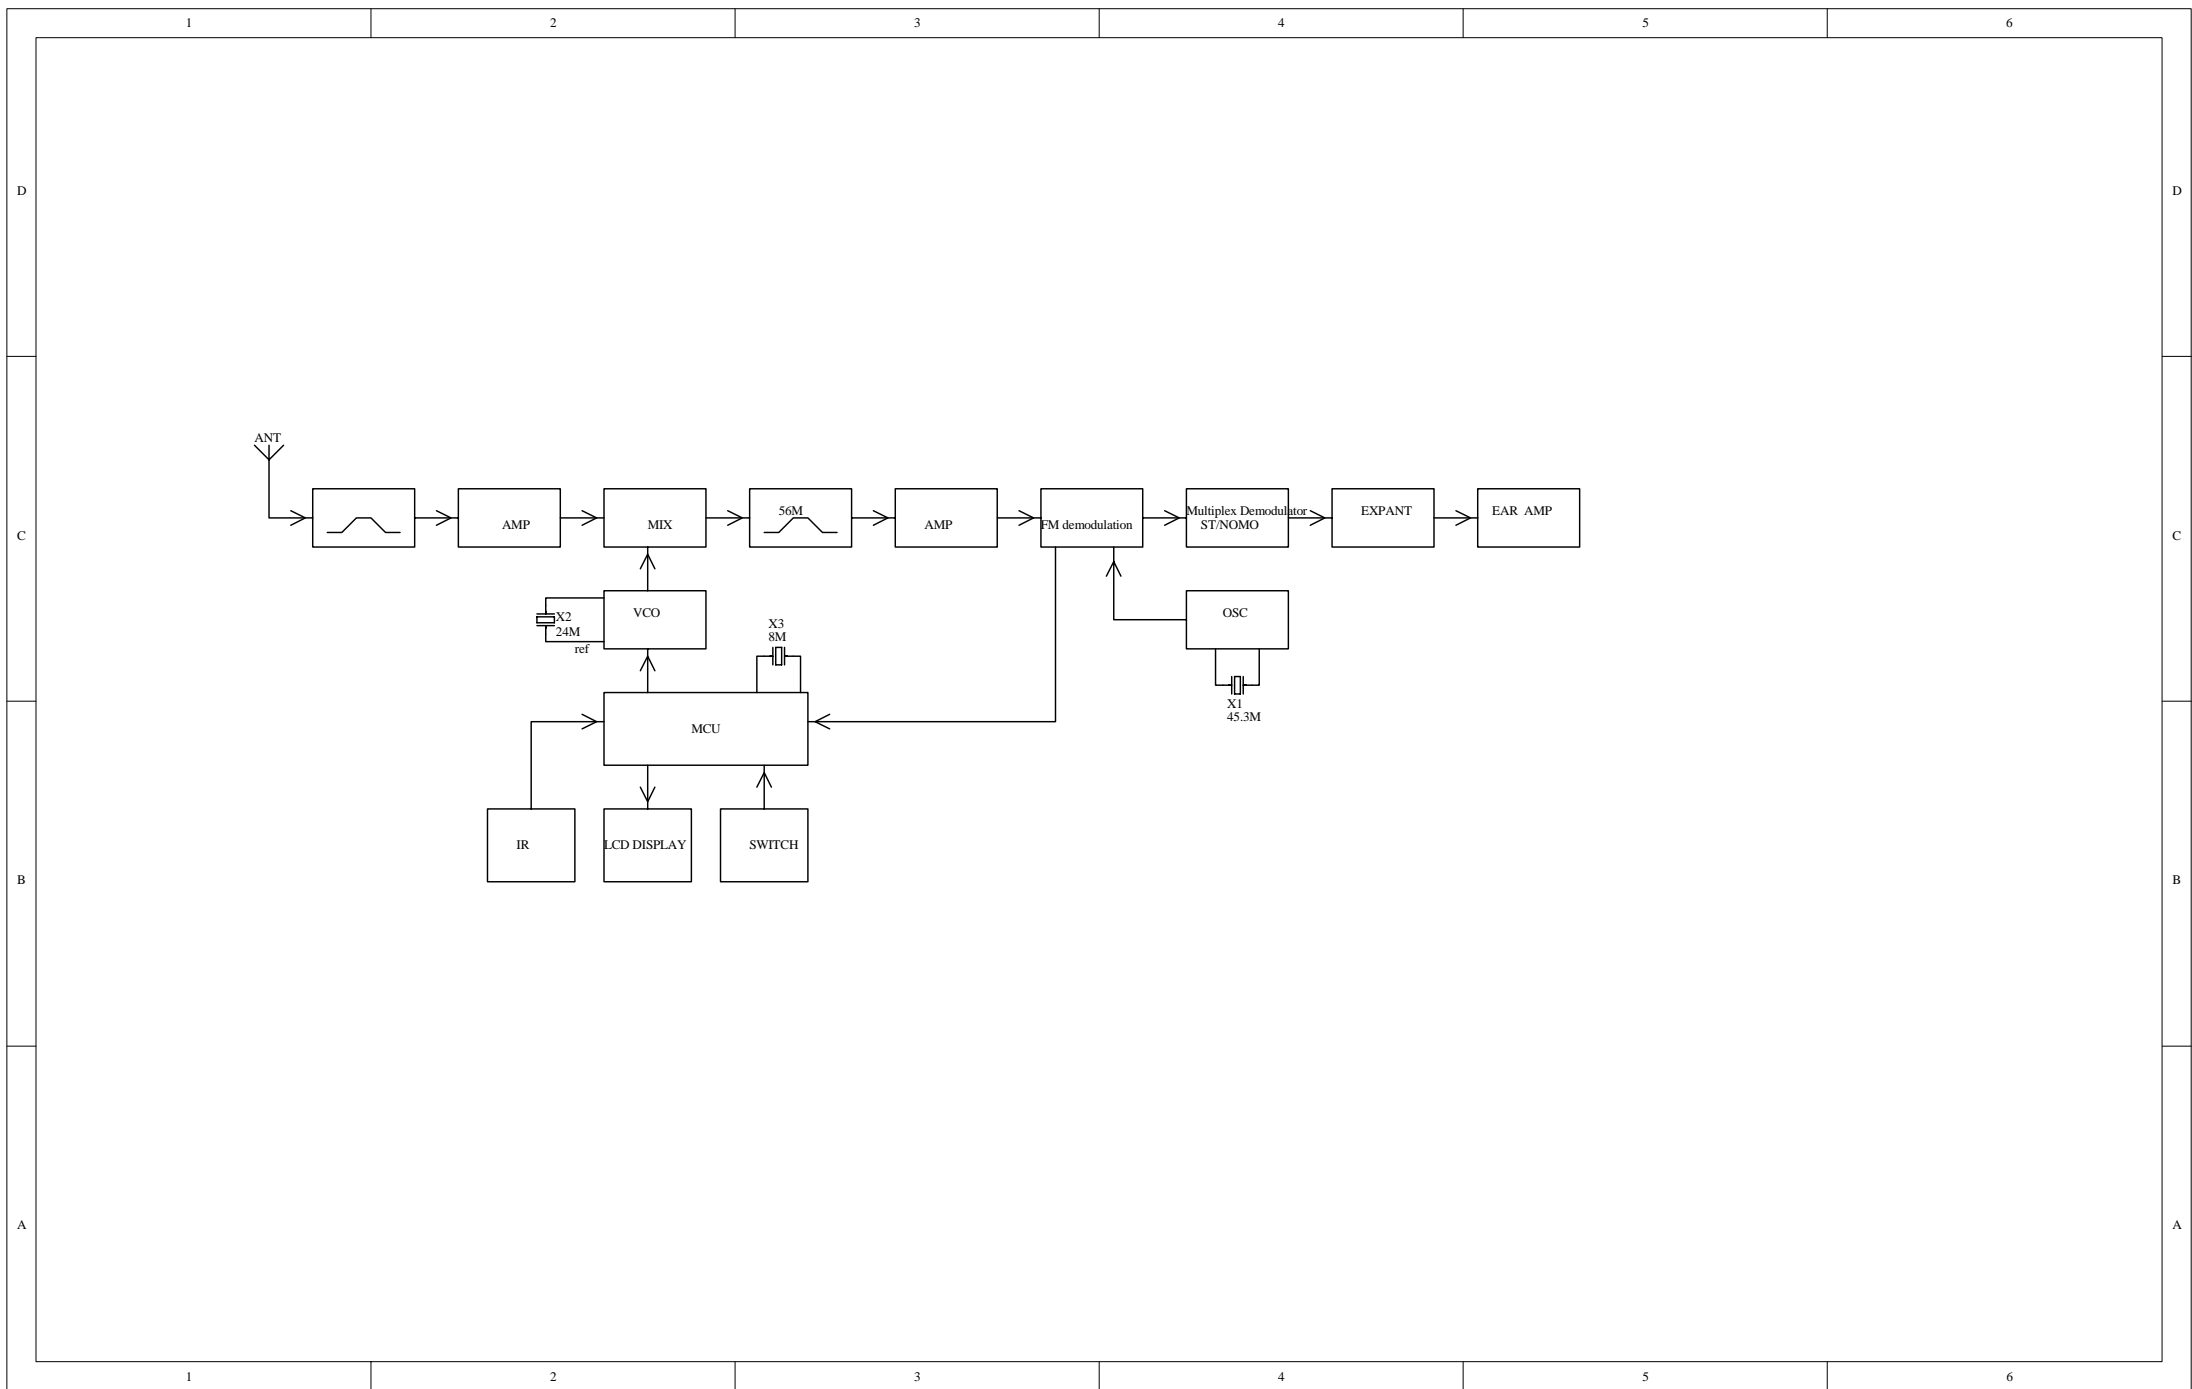 1 2 3 4 5 6
D D
ANT
56M
AMP MIX AMP FM demodulation Multiplex Demodulator EXPANT EAR AMP
ST/NOMO
C C
VCO OSC
X2
24M
ref
X3
8M
X1
45.3M
MCU
IR LCD DISPLAY SWITCH
B B
A A
1 2 3 4 5 6